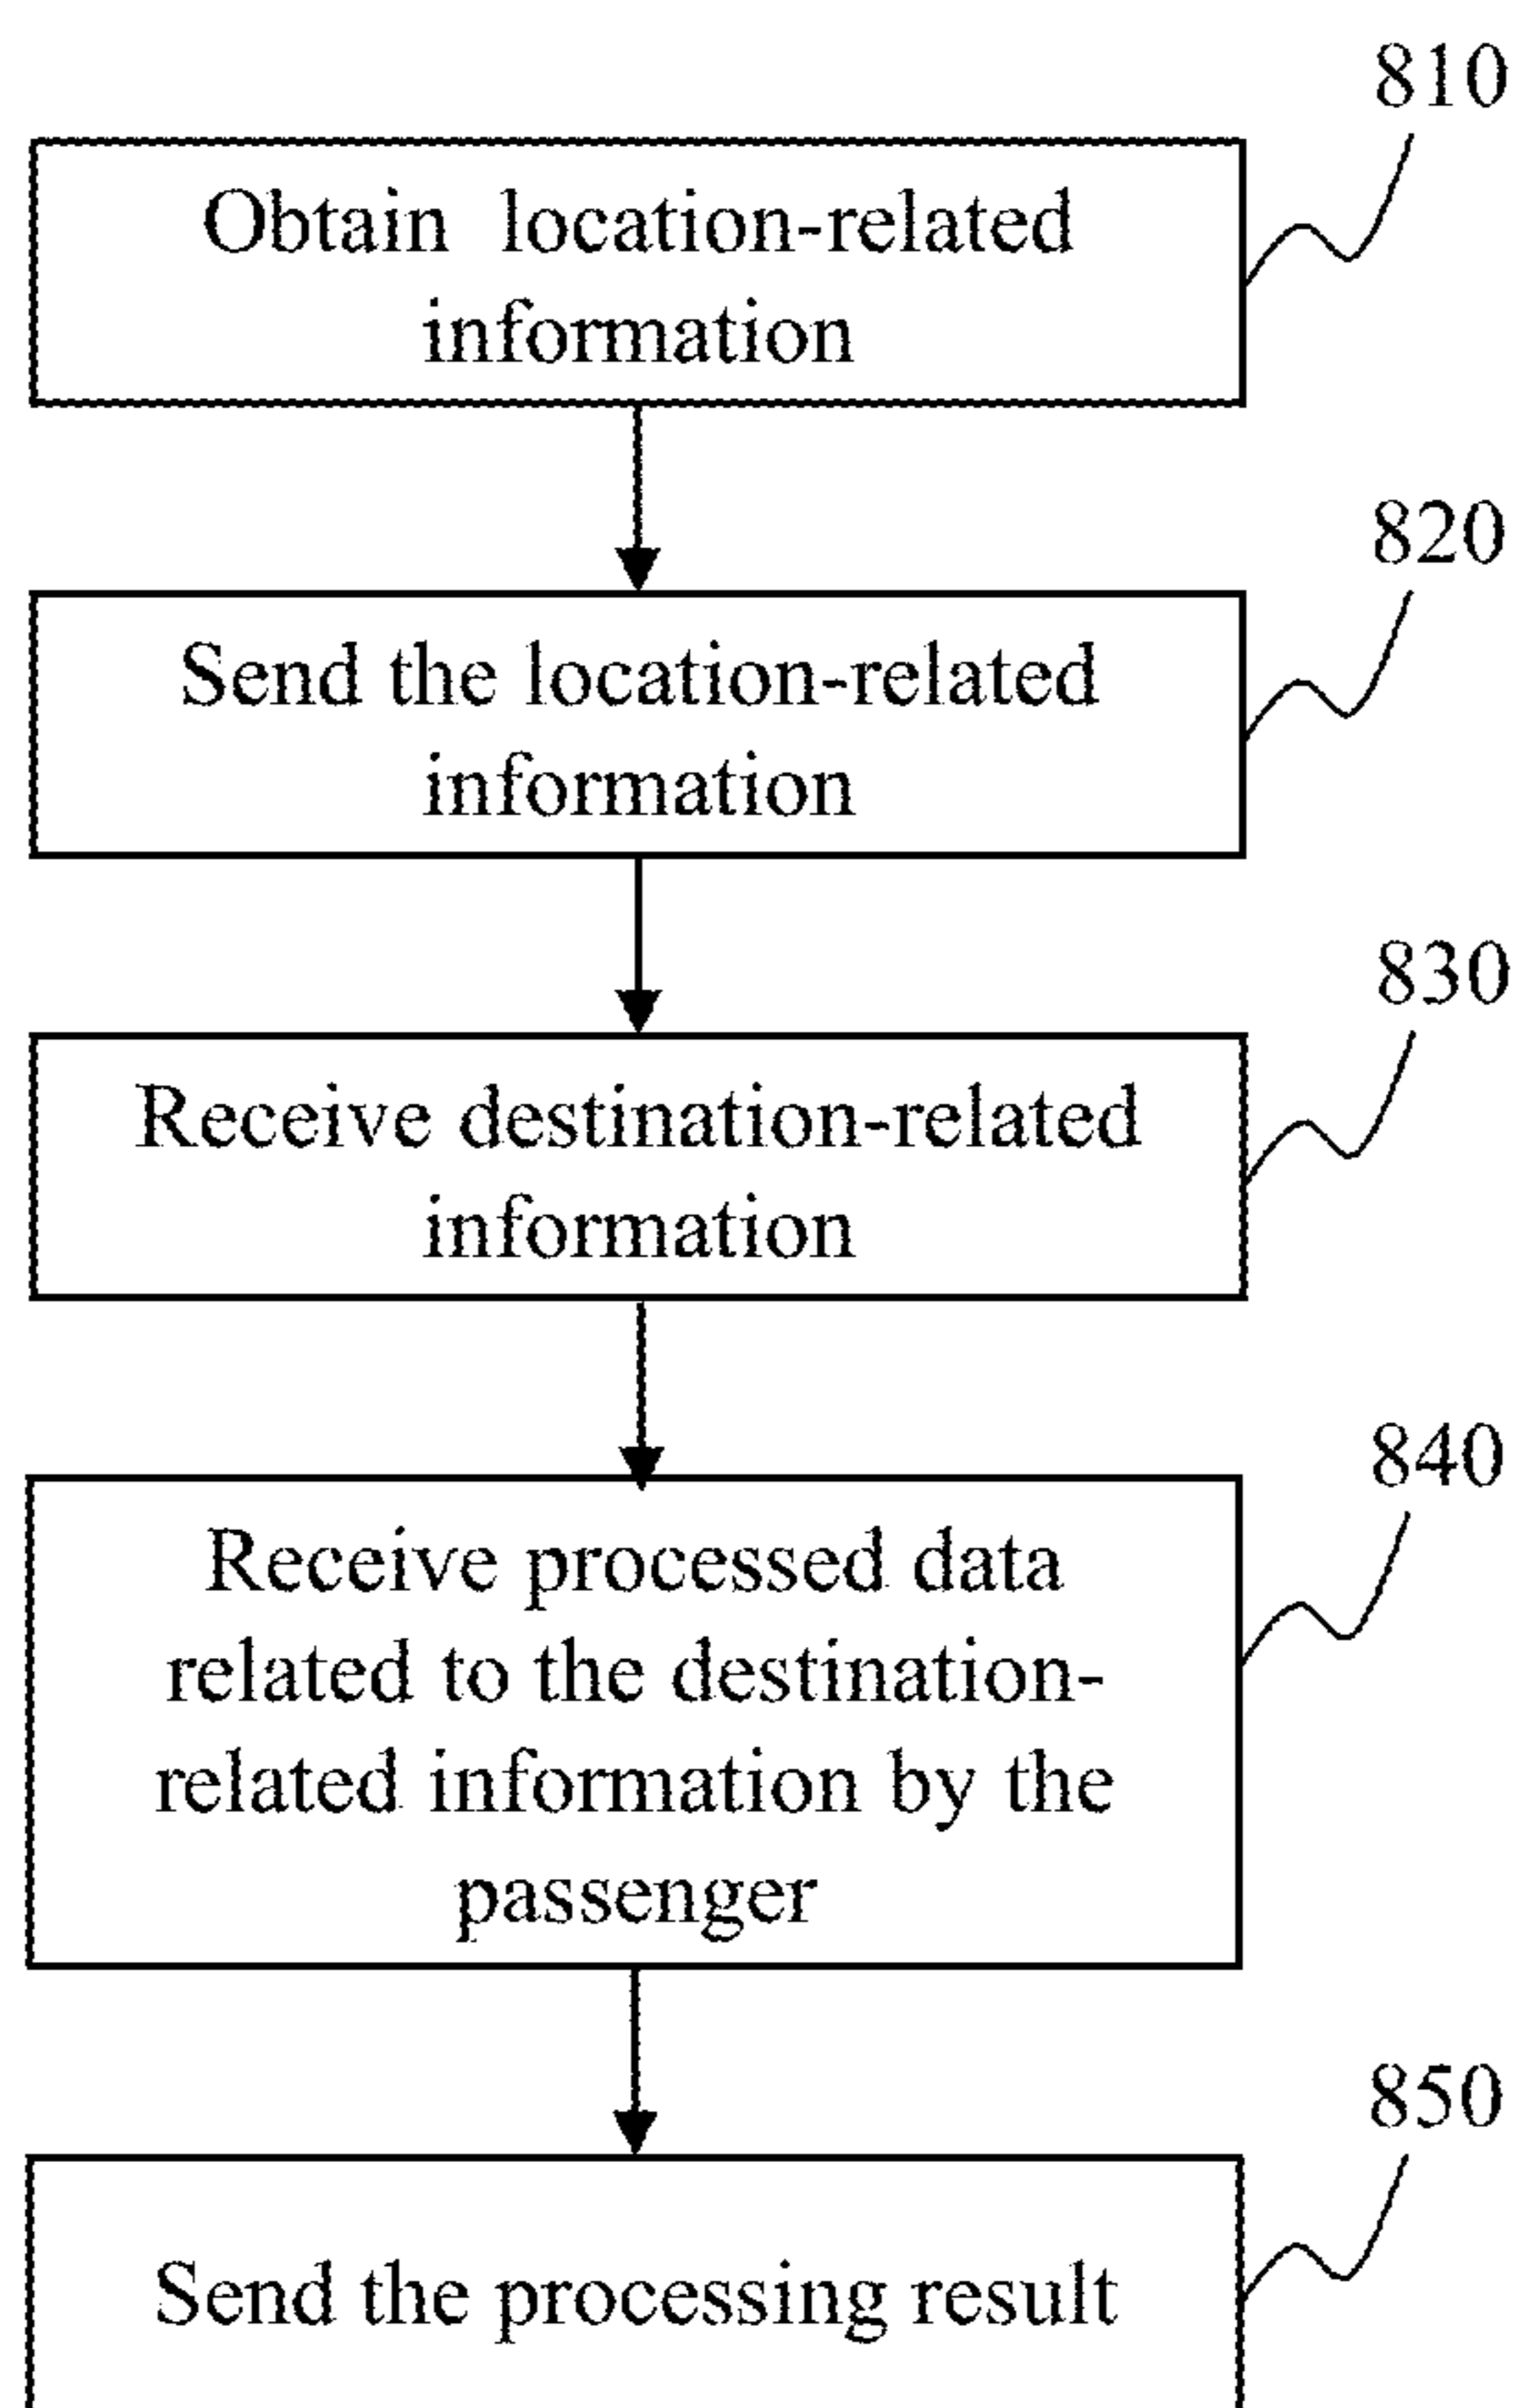 810
Obtain location-related
information
820
Send the location-related
information
830
Receive destination-related
information
840
Receive processed data
related to the destination-
related information by the
passenger
850
Send the processing result